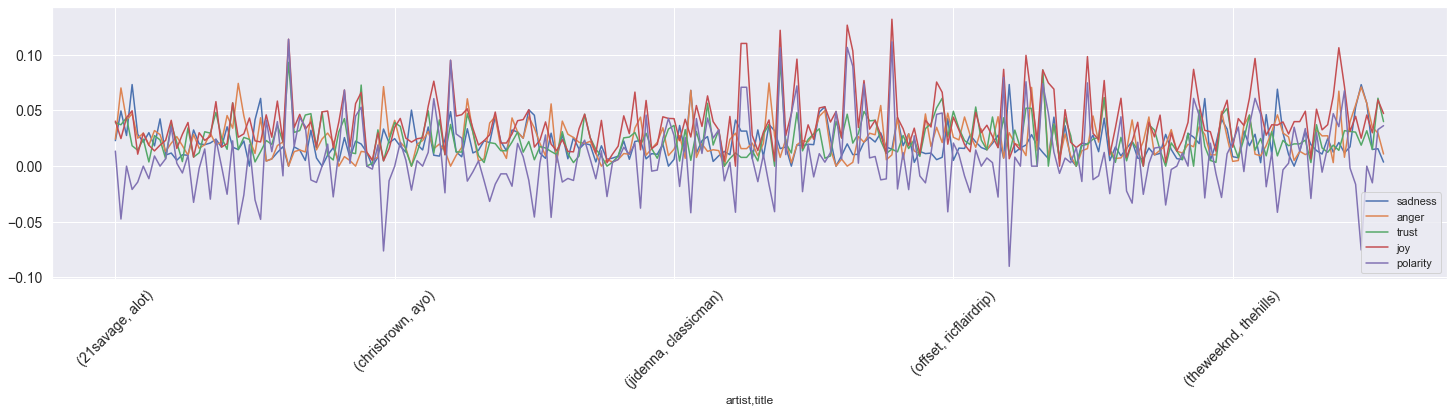 0.10
0.05
0.00
−0.05
−0.10
sadness
anger
trust
joy
polarity
(21savage, alot)
(chrisbrown, ayo)
(jidenna, classicman)
(offset, ricflairdrip)
(theweeknd, thehills)
artist,title